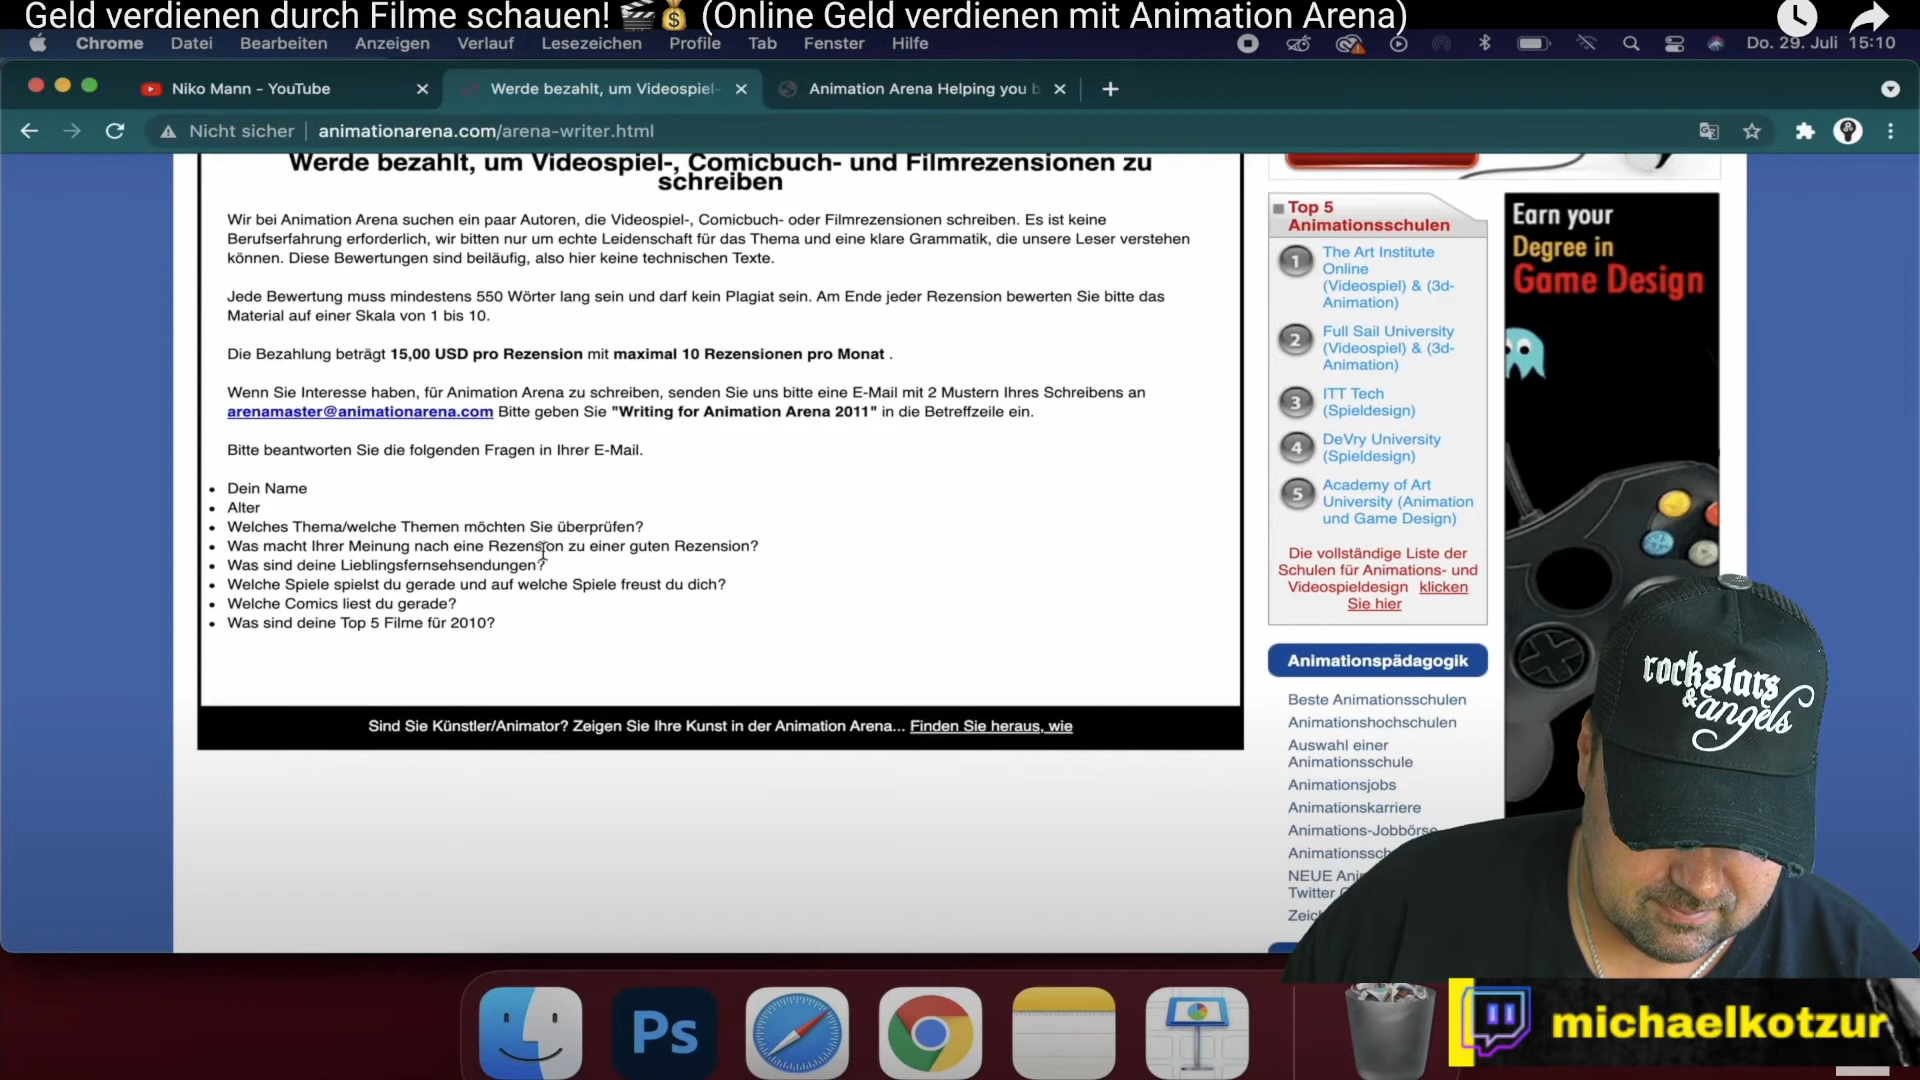 Geld verdienen durch Filme schauen! 🎬💰 (Online Geld verdienen mit Animation Arena)
Chrome Datei Bearbeiten Anzeigen Verlauf Lesezeichen Profile Tab Fenster Hilfe Do. 29. Juli 15:10
Niko Mann - YouTube
Werde bezahlt, um Videospiel-
Animation Arena Helping you b
Nicht sicher animationarena.com/arena-writer.html
Werde bezahlt, um Videospiel-, Comicbuch- und Filmrezensionen zu
schreiben
Wir bei Animation Arena suchen ein paar Autoren, die Videospiel-, Comicbuch- oder Filmrezensionen schreiben. Es ist keine
Berufserfahrung erforderlich, wir bitten nur um echte Leidenschaft für das Thema und eine klare Grammatik, die unsere Leser verstehen
können. Diese Bewertungen sind beiläufig, also hier keine technischen Texte.
Jede Bewertung muss mindestens 550 Wörter lang sein und darf kein Plagiat sein. Am Ende jeder Rezension bewerten Sie bitte das
Material auf einer Skala von 1 bis 10.
Die Bezahlung beträgt 15,00 USD pro Rezension mit maximal 10 Rezensionen pro Monat .
Wenn Sie Interesse haben, für Animation Arena zu schreiben, senden Sie uns bitte eine E-Mail mit 2 Mustern Ihres Schreibens an
arenamaster@animationarena.com Bitte geben Sie "Writing for Animation Arena 2011" in die Betreffzeile ein.
Bitte beantworten Sie die folgenden Fragen in Ihrer E-Mail.
• Dein Name
• Alter
• Welches Thema/welche Themen möchten Sie überprüfen?
• Was macht Ihrer Meinung nach eine Rezension zu einer guten Rezension?
• Was sind deine Lieblingsfernsehsendungen?
• Welche Spiele spielst du gerade und auf welche Spiele freust du dich?
• Welche Comics liest du gerade?
• Was sind deine Top 5 Filme für 2010?
Sind Sie Künstler/Animator? Zeigen Sie Ihre Kunst in der Animation Arena... Finden Sie heraus, wie
Top 5
Animationsschulen
1 The Art Institute
Online
(Videospiel) & (3d-
Animation)
2 Full Sail University
(Videospiel) & (3d-
Animation)
3 ITT Tech
(Spieldesign)
4 DeVry University
(Spieldesign)
5 Academy of Art
University (Animation
und Game Design)
Die vollständige Liste der
Schulen für Animations- und
Videospieldesign klicken
Sie hier
Animationspädagogik
Beste Animationsschulen
Animationshochschulen
Auswahl einer
Animationsschule
Animationsjobs
Animationskarriere
Animations-Jobbörse
Animationssch
NEUE Ani
Twitter
Zeic
Earn your
Degree in
Game Design
rockstars
& angels
Ps
michaelkotzur